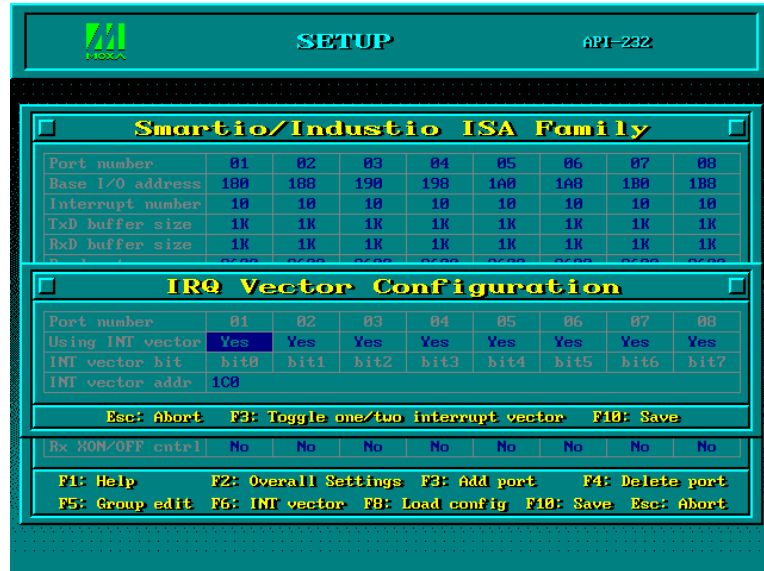 MOXA SETUP API-232
Smartio/Industio ISA Family
Port number 01 02 03 04 05 06 07 08
Base I/O address 180 188 190 198 1A0 1A8 1B0 1B8
Interrupt number 10 10 10 10 10 10 10 10
TxD buffer size 1K 1K 1K 1K 1K 1K 1K 1K
RxD buffer size 1K 1K 1K 1K 1K 1K 1K 1K
IRQ Vector Configuration
Port number 01 02 03 04 05 06 07 08
Using INT vector Yes Yes Yes Yes Yes Yes Yes Yes
INT vector bit bit0 bit1 bit2 bit3 bit4 bit5 bit6 bit7
INT vector addr 1C0
Esc: Abort F3: Toggle one/two interrupt vector F10: Save
Rx XON/OFF cntrl No No No No No No No No
F1: Help F2: Overall Settings F3: Add port F4: Delete port
F5: Group edit F6: INT vector F8: Load config F10: Save Esc: Abort